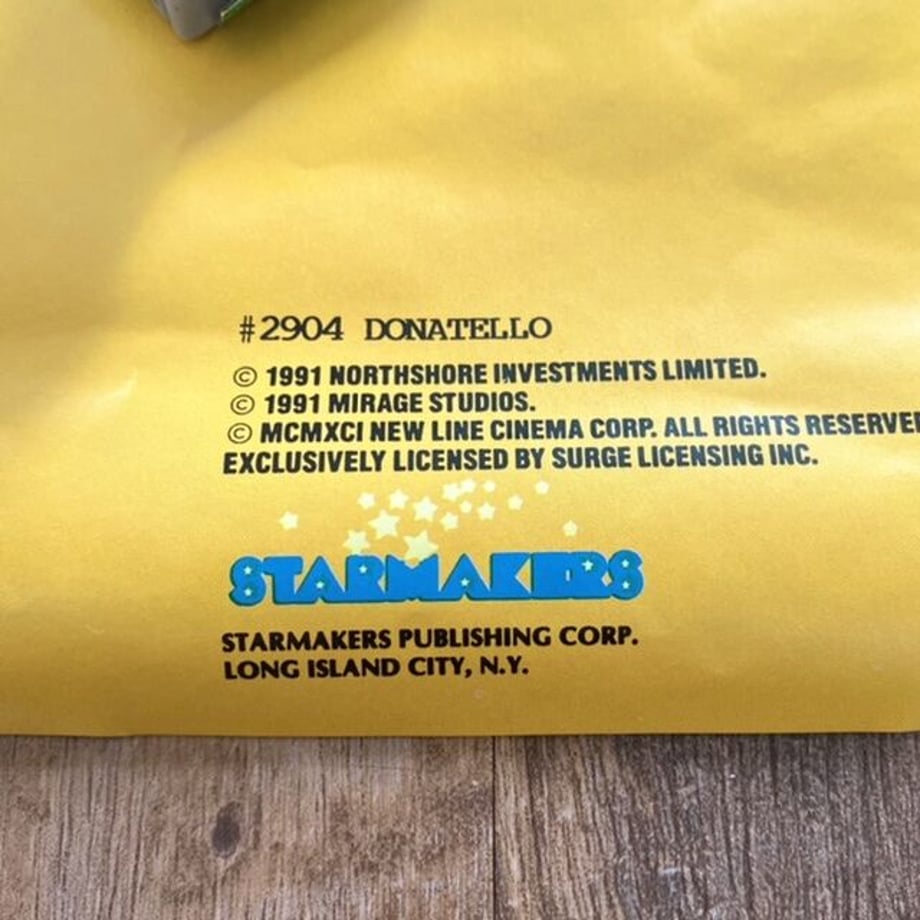 #2904 DONATELLO
© 1991 NORTHSHORE INVESTMENTS LIMITED.
© 1991 MIRAGE STUDIOS.
© MCMXCI NEW LINE CINEMA CORP. ALL RIGHTS RESERVE
EXCLUSIVELY LICENSED BY SURGE LICENSING INC.
STARMAKERS
STARMAKERS PUBLISHING CORP.
LONG ISLAND CITY, N.Y.